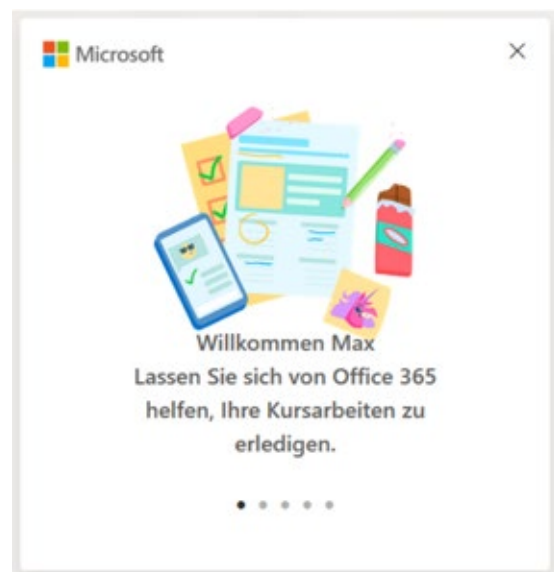 Microsoft
Willkommen Max
Lassen Sie sich von Office 365
helfen, Ihre Kursarbeiten zu
erledigen.